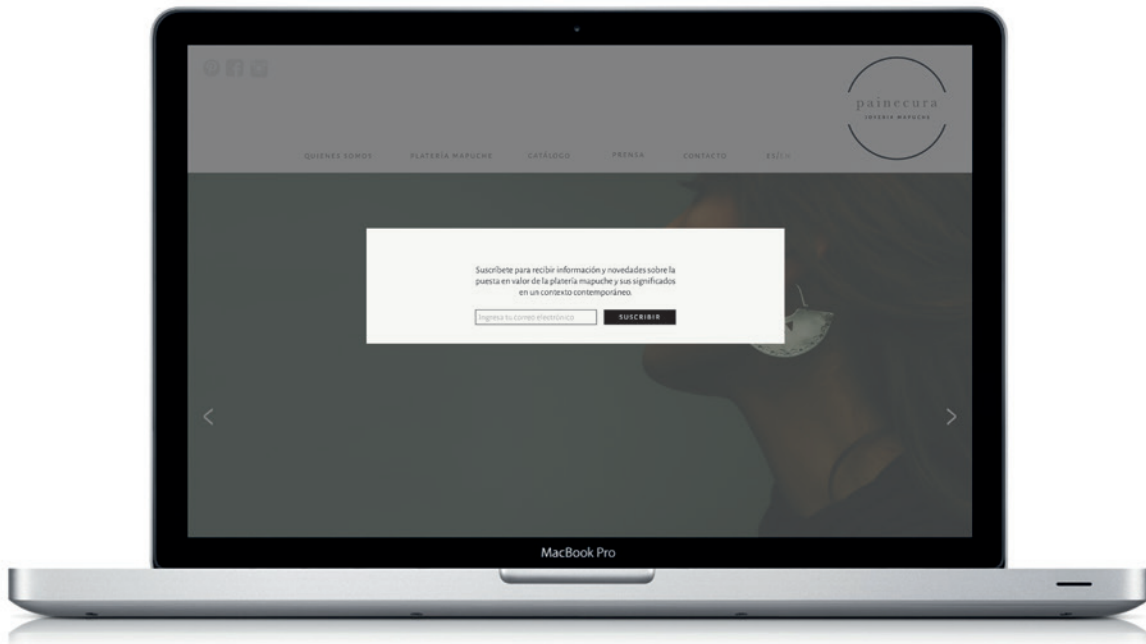 painecura
JOYERÍA MAPUCHE
QUIENES SOMOS
PLATERÍA MAPUCHE
CATÁLOGO
PRENSA
CONTACTO
ES/EN
Suscríbete para recibir información y novedades sobre la
puesta en valor de la platería mapuche y sus significados
en un contexto contemporáneo.
Ingresa tu correo electrónico
SUSCRIBIR
MacBook Pro